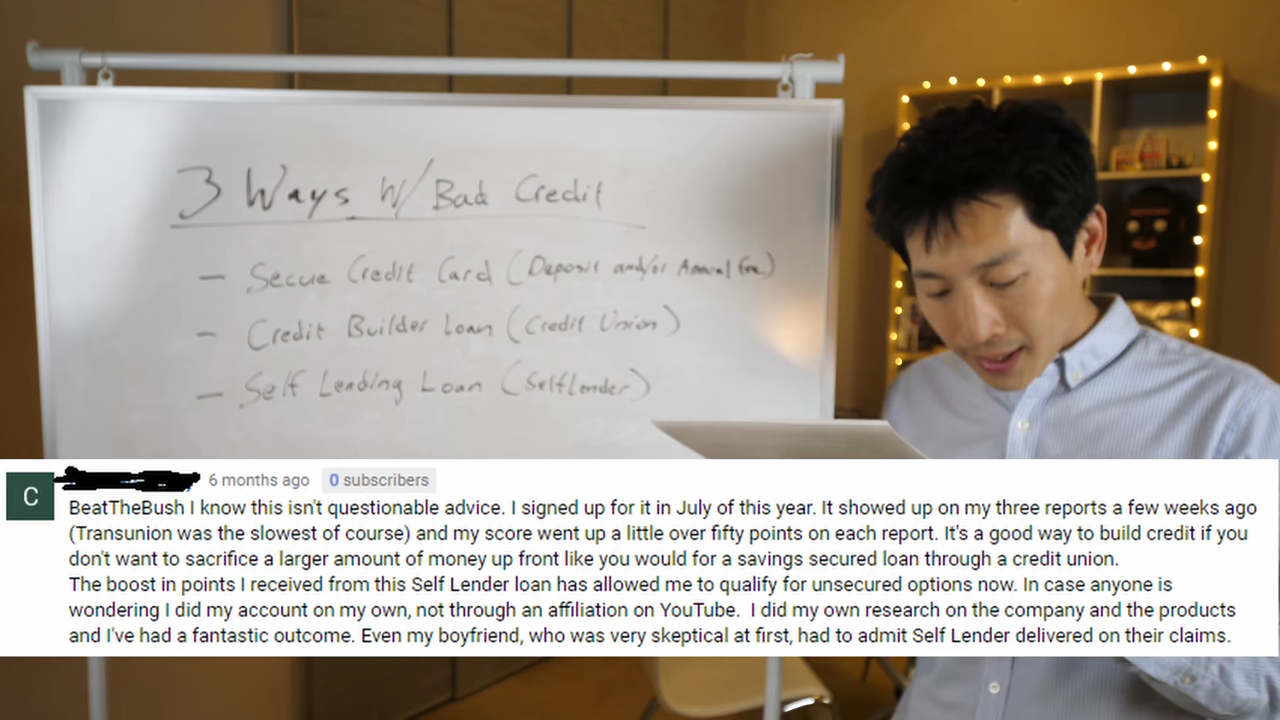 3 Ways W/ Bad Credit
— Secure Credit Card (Deposit and/or Annual fee)
— Credit Builder Loan (Credit Union)
— Self Lending Loan (SelfLender)
C
6 months ago 0 subscribers
BeatTheBush I know this isn't questionable advice. I signed up for it in July of this year. It showed up on my three reports a few weeks ago
(Transunion was the slowest of course) and my score went up a little over fifty points on each report. It's a good way to build credit if you
don't want to sacrifice a larger amount of money up front like you would for a savings secured loan through a credit union.
The boost in points I received from this Self Lender loan has allowed me to qualify for unsecured options now. In case anyone is
wondering I did my account on my own, not through an affiliation on YouTube. I did my own research on the company and the products
and I've had a fantastic outcome. Even my boyfriend, who was very skeptical at first, had to admit Self Lender delivered on their claims.